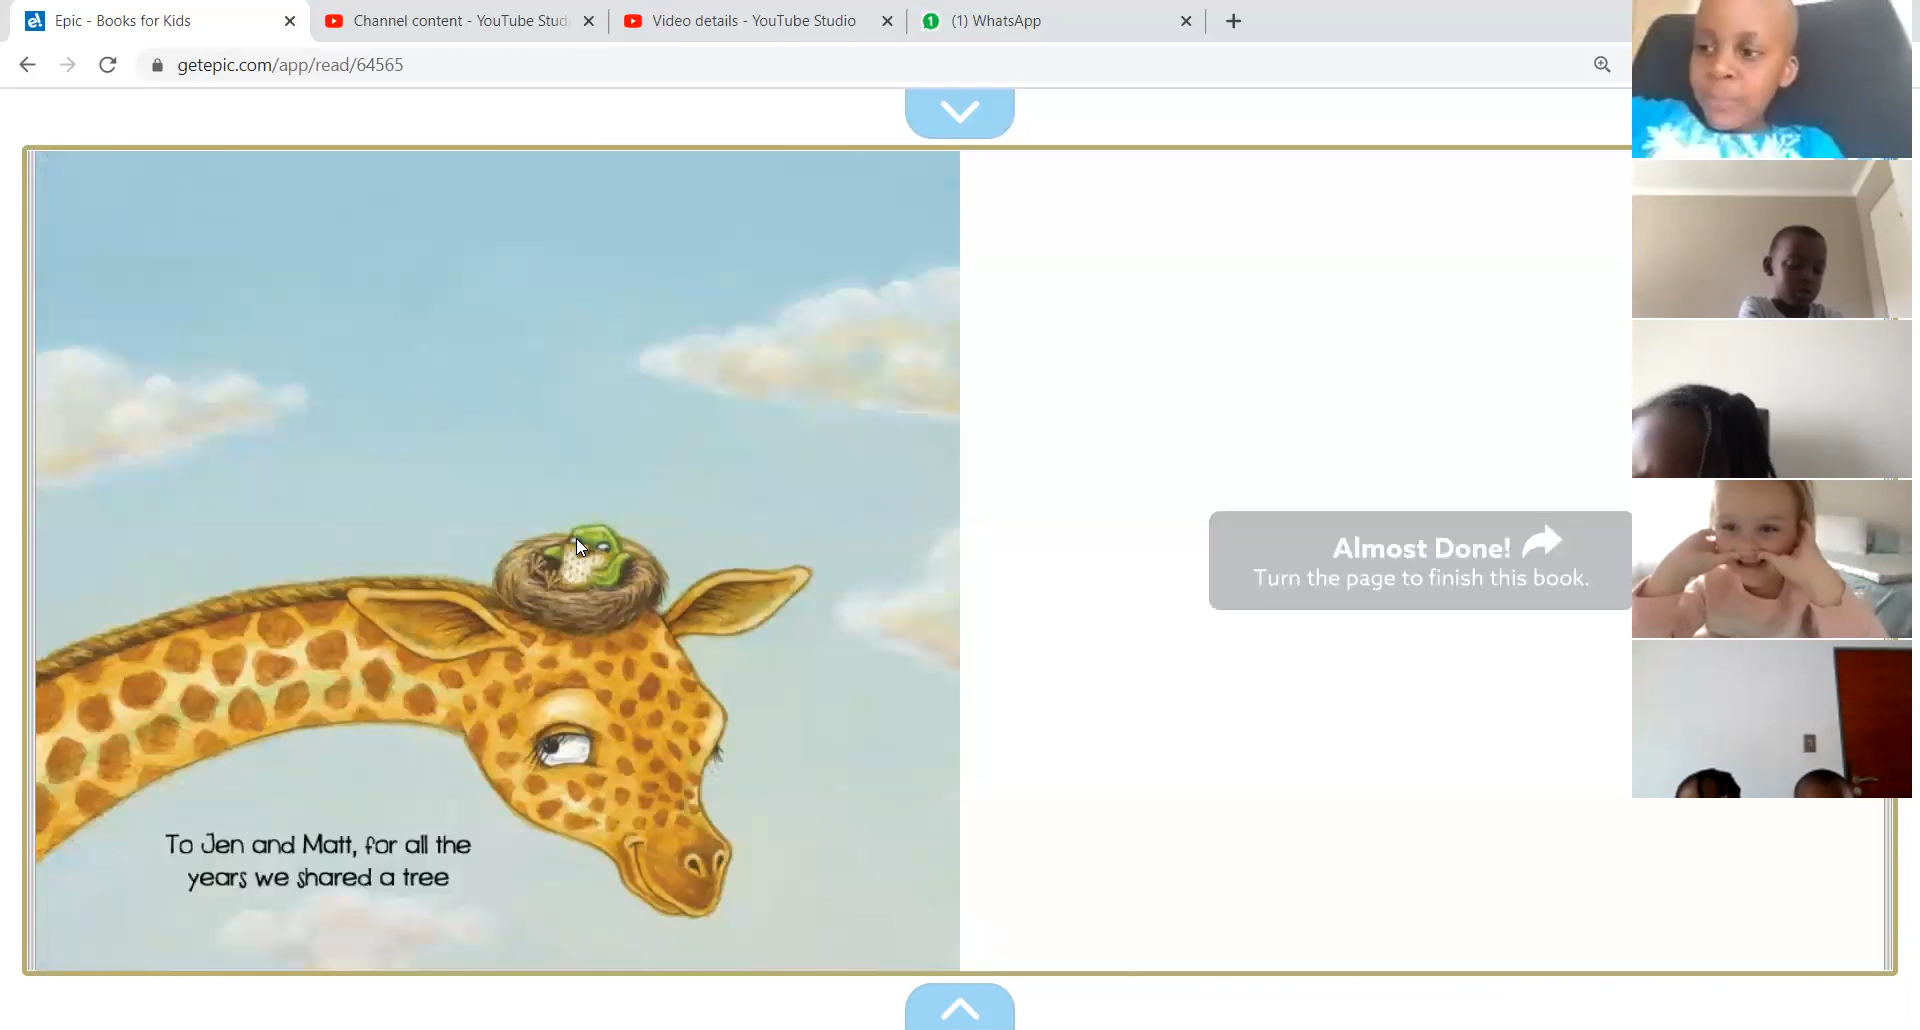 Epic - Books for Kids
Channel content - YouTube Stud
Video details - YouTube Studio
1
(1) WhatsApp
getepic.com/app/read/64565
Almost Done!
Turn the page to finish this book.
To Jen and Matt, for all the
years we shared a tree